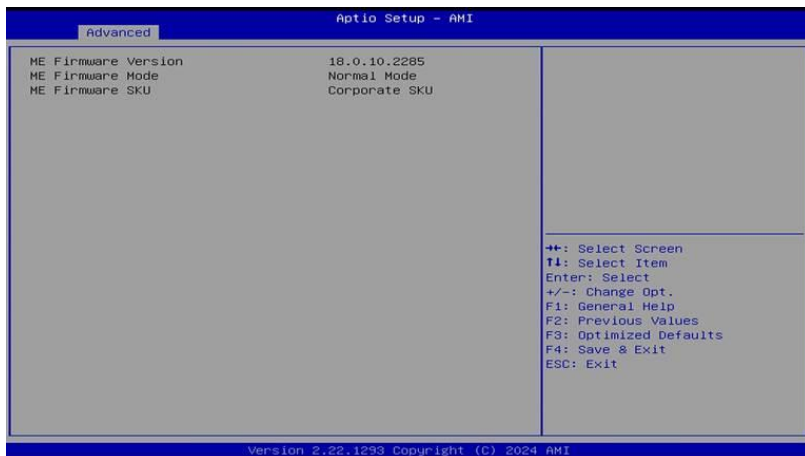 Aptio Setup - AMI
Advanced
ME Firmware Version 18.0.10.2285
ME Firmware Mode Normal Mode
ME Firmware SKU Corporate SKU
→←: Select Screen
↑↓: Select Item
Enter: Select
+/-: Change Opt.
F1: General Help
F2: Previous Values
F3: Optimized Defaults
F4: Save & Exit
ESC: Exit
Version 2.22.1293 Copyright (C) 2024 AMI